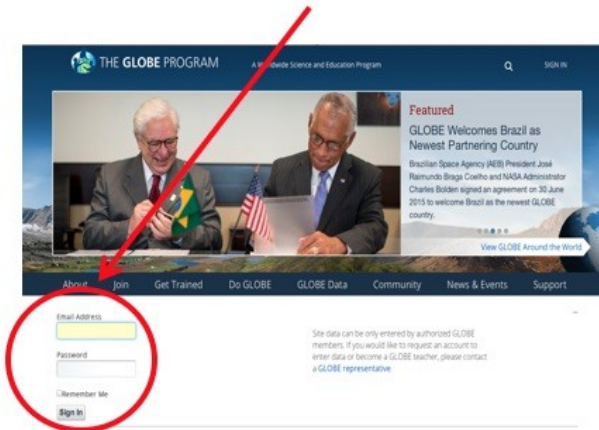 THE GLOBE PROGRAM
A Worldwide Science and Education Program
SIGN IN
Featured
GLOBE Welcomes Brazil as
Newest Partnering Country
Brazilian Space Agency (AEB) President José
Raimundo Braga Coelho and NASA Administrator
Charles Bolden signed an agreement on 30 June
2015 to welcome Brazil as the newest GLOBE
country.
View GLOBE Around the World
About Join Get Trained Do GLOBE GLOBE Data Community News & Events Support
Email Address
Password
Remember Me
Sign In
Site data can be only entered by authorized GLOBE
members. If you would like to request an account to
enter data or become a GLOBE teacher, please contact
a GLOBE representative